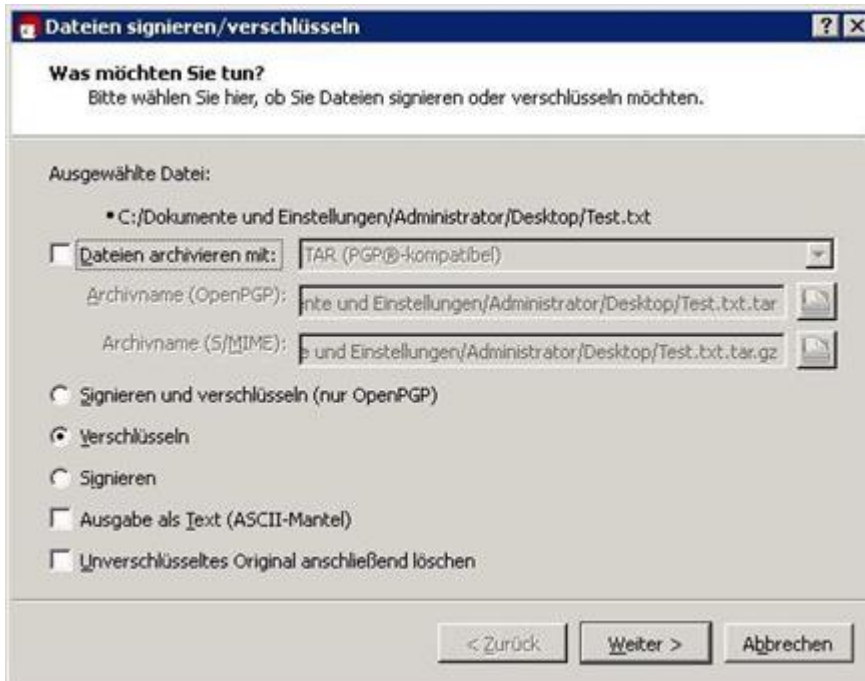 Dateien signieren/verschlüsseln
Was möchten Sie tun?
Bitte wählen Sie hier, ob Sie Dateien signieren oder verschlüsseln möchten.
Ausgewählte Datei:
• C:/Dokumente und Einstellungen/Administrator/Desktop/Test.txt
Dateien archivieren mit: TAR (PGP®-kompatibel)
Archivname (OpenPGP): nte und Einstellungen/Administrator/Desktop/Test.txt.tar
Archivname (S/MIME): e und Einstellungen/Administrator/Desktop/Test.txt.tar.gz
Signieren und verschlüsseln (nur OpenPGP)
Verschlüsseln
Signieren
Ausgabe als Text (ASCII-Mantel)
Unverschlüsseltes Original anschließend löschen
< Zurück Weiter > Abbrechen